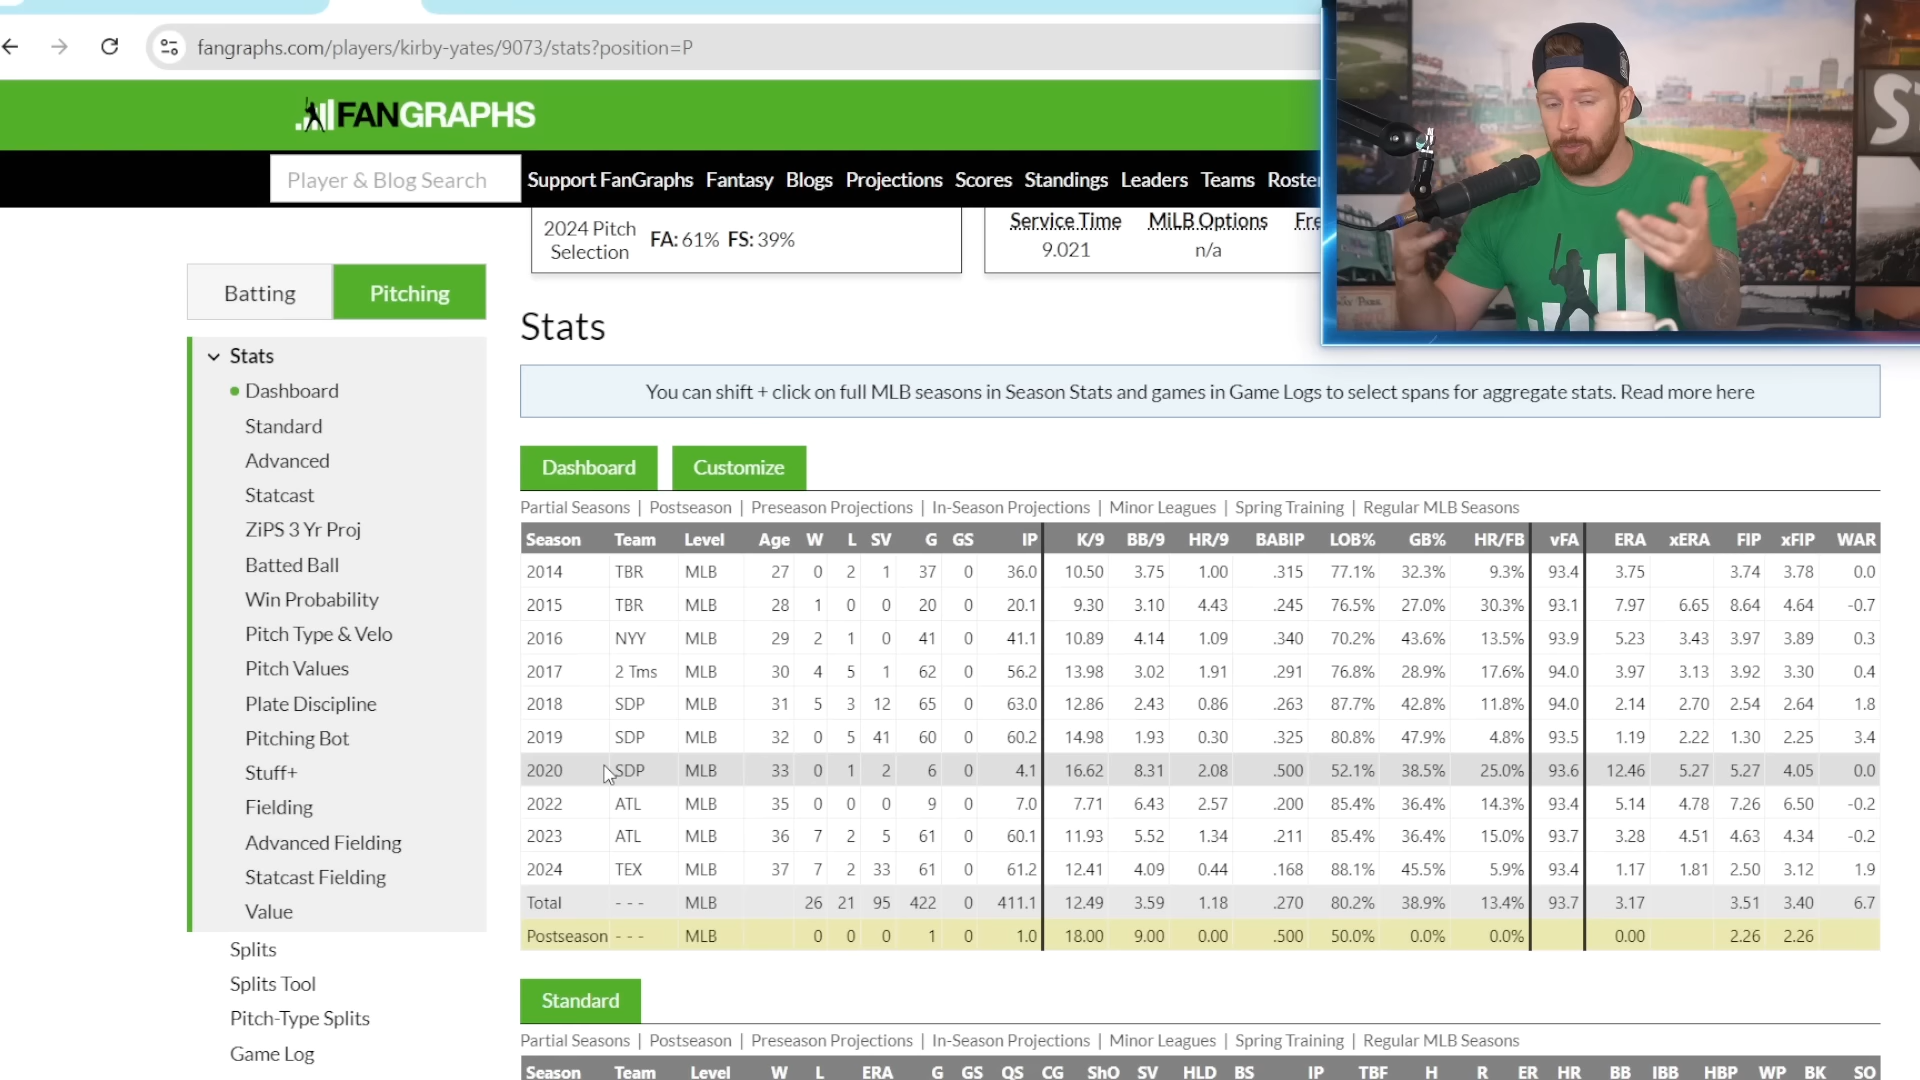 fangraphs.com/players/kirby-yates/9073/stats?position=P
FANGRAPHS
Player & Blog Search
Support FanGraphs Fantasy Blogs Projections Scores Standings Leaders Teams Roster
2024 Pitch Selection FA: 61% FS: 39%
Service Time MiLB Options Fre
9.021 n/a
Batting Pitching
Stats
Dashboard
Standard
Advanced
Statcast
ZiPS 3 Yr Proj
Batted Ball
Win Probability
Pitch Type & Velo
Pitch Values
Plate Discipline
Pitching Bot
Stuff+
Fielding
Advanced Fielding
Statcast Fielding
Value
Splits
Splits Tool
Pitch-Type Splits
Game Log
Stats
You can shift + click on full MLB seasons in Season Stats and games in Game Logs to select spans for aggregate stats. Read more here
Dashboard Customize
Partial Seasons | Postseason | Preseason Projections | In-Season Projections | Minor Leagues | Spring Training | Regular MLB Seasons
Season Team Level Age W L SV G GS IP K/9 BB/9 HR/9 BABIP LOB% GB% HR/FB vFA ERA xERA FIP xFIP WAR
2014 TBR MLB 27 0 2 1 37 0 36.0 10.50 3.75 1.00 .315 77.1% 32.3% 9.3% 93.4 3.75 3.74 3.78 0.0
2015 TBR MLB 28 1 0 0 20 0 20.1 9.30 3.10 4.43 .245 76.5% 27.0% 30.3% 93.1 7.97 6.65 8.64 4.64 -0.7
2016 NYY MLB 29 2 1 0 41 0 41.1 10.89 4.14 1.09 .340 70.2% 43.6% 13.5% 93.9 5.23 3.43 3.97 3.89 0.3
2017 2 Tms MLB 30 4 5 1 62 0 56.2 13.98 3.02 1.91 .291 76.8% 28.9% 17.6% 94.0 3.97 3.13 3.92 3.30 0.4
2018 SDP MLB 31 5 3 12 65 0 63.0 12.86 2.43 0.86 .263 87.7% 42.8% 11.8% 94.0 2.14 2.70 2.54 2.64 1.8
2019 SDP MLB 32 0 5 41 60 0 60.2 14.98 1.93 0.30 .325 80.8% 47.9% 4.8% 93.5 1.19 2.22 1.30 2.25 3.4
2020 SDP MLB 33 0 1 2 6 0 4.1 16.62 8.31 2.08 .500 52.1% 38.5% 25.0% 93.6 12.46 5.27 5.27 4.05 0.0
2022 ATL MLB 35 0 0 0 9 0 7.0 7.71 6.43 2.57 .200 85.4% 36.4% 14.3% 93.4 5.14 4.78 7.26 6.50 -0.2
2023 ATL MLB 36 7 2 5 61 0 60.1 11.93 5.52 1.34 .211 85.4% 36.4% 15.0% 93.7 3.28 4.51 4.63 4.34 -0.2
2024 TEX MLB 37 7 2 33 61 0 61.2 12.41 4.09 0.44 .168 88.1% 45.5% 5.9% 93.4 1.17 1.81 2.50 3.12 1.9
Total - - - MLB 26 21 95 422 0 411.1 12.49 3.59 1.18 .270 80.2% 38.9% 13.4% 93.7 3.17 3.51 3.40 6.7
Postseason - - - MLB 0 0 0 1 0 1.0 18.00 9.00 0.00 .500 50.0% 0.0% 0.0% 0.00 2.26 2.26
Standard
Partial Seasons | Postseason | Preseason Projections | In-Season Projections | Minor Leagues | Spring Training | Regular MLB Seasons
Season Team Level W L ERA G GS QS CG ShO SV HLD BS IP TBF H R ER HR BB IBB HBP WP BK SO